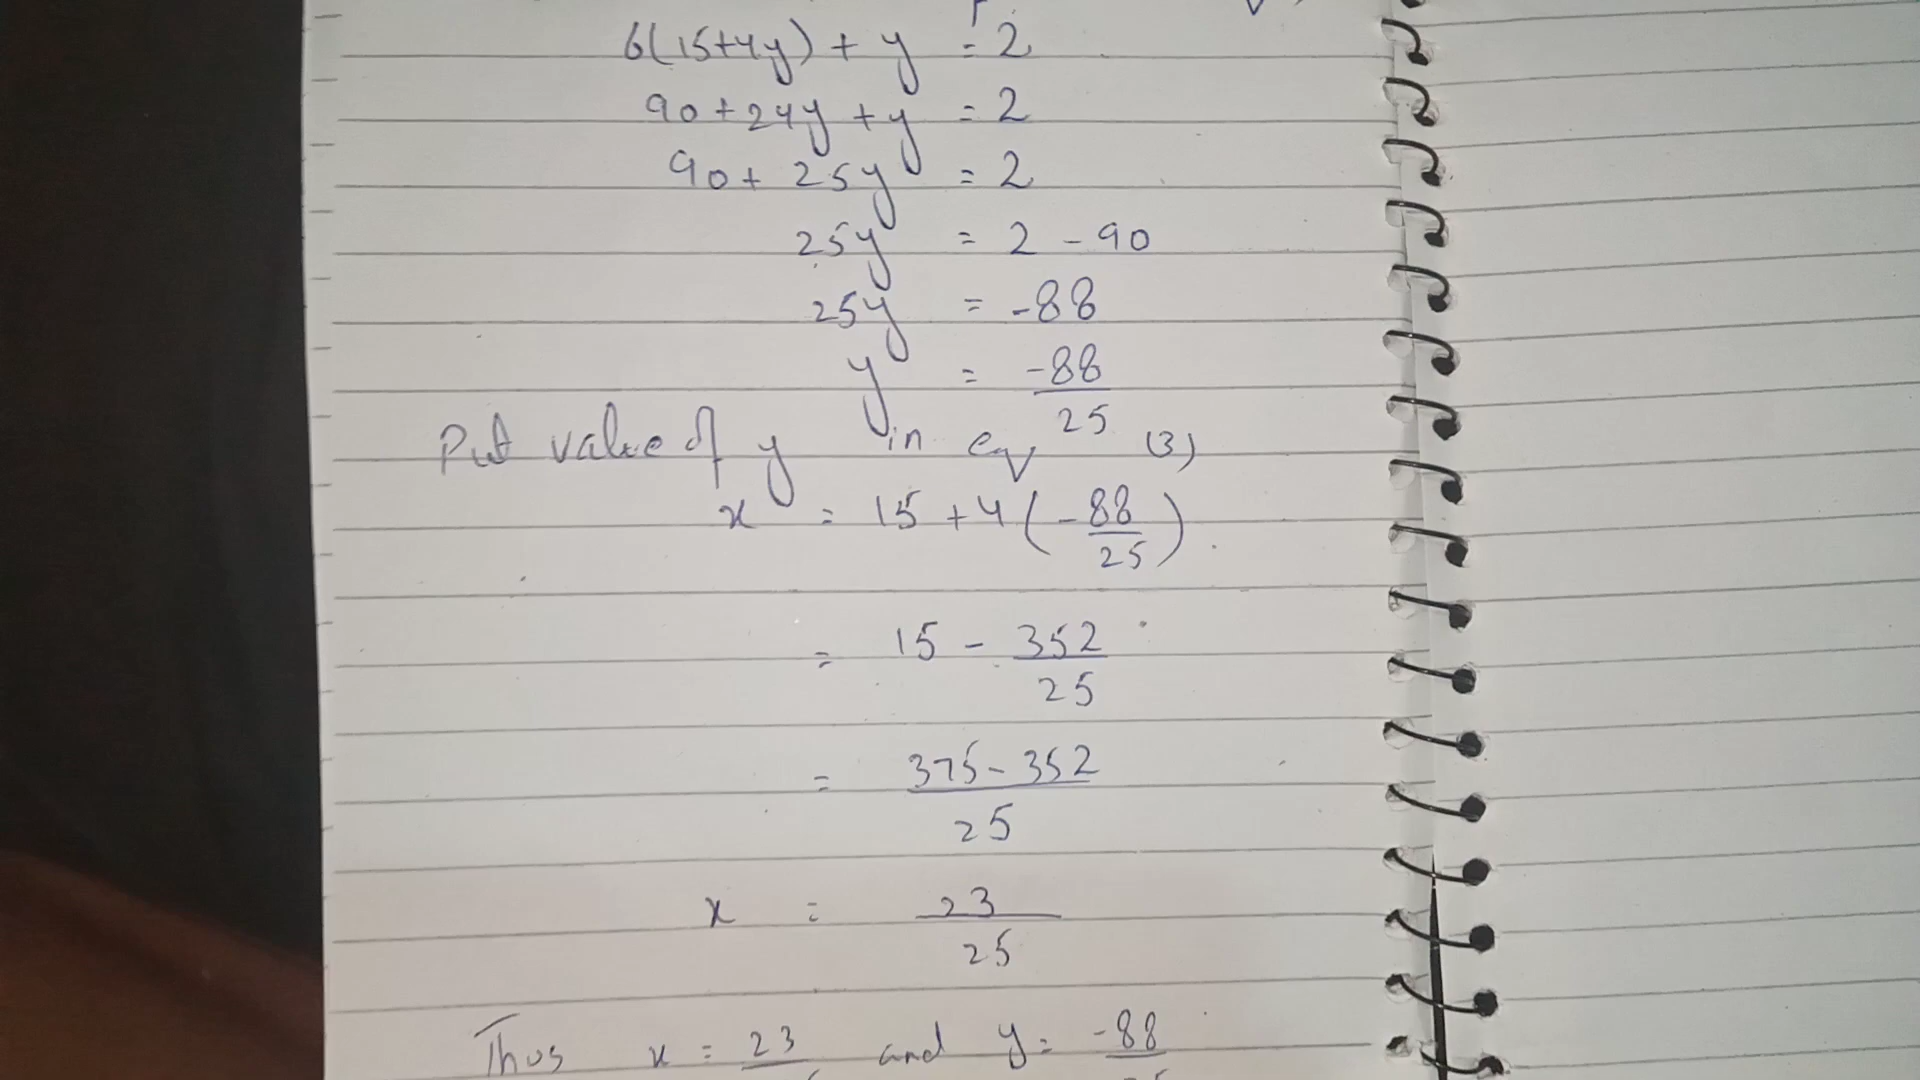 6(15+4y) + y = 2
90 + 24y + y = 2
90 + 25y = 2
25y = 2 - 90
25y = -88
y = -88
25
Put value of y in eq (3)
x = 15 + 4(-88/25)
= 15 - 352
25
= 375 - 352
25
x = 23
25
Thus x = 23 and y = -88